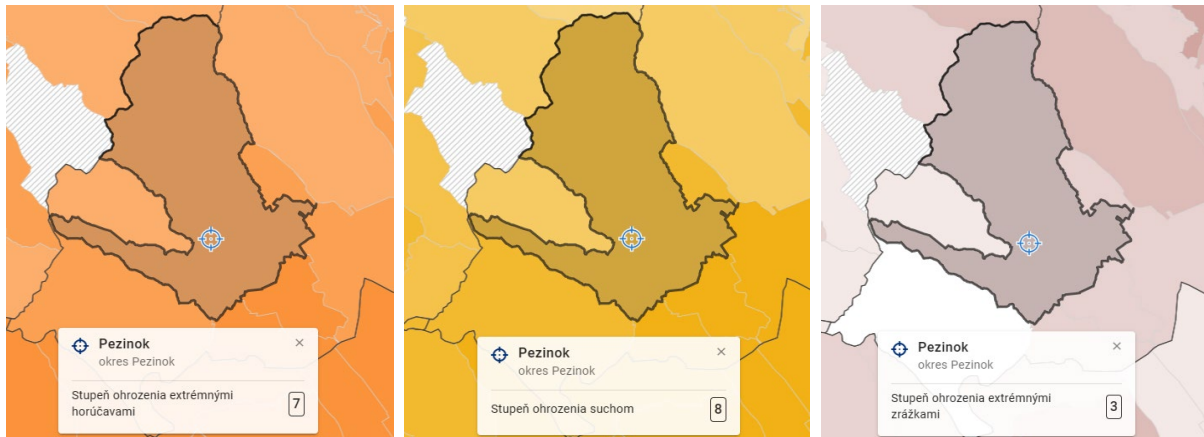 Pezinok
okres Pezinok
Stupeň ohrozenia extrémnymi
horúčavami
7
Pezinok
okres Pezinok
Stupeň ohrozenia suchom
8
Pezinok
okres Pezinok
Stupeň ohrozenia extrémnymi
zrážkami
3